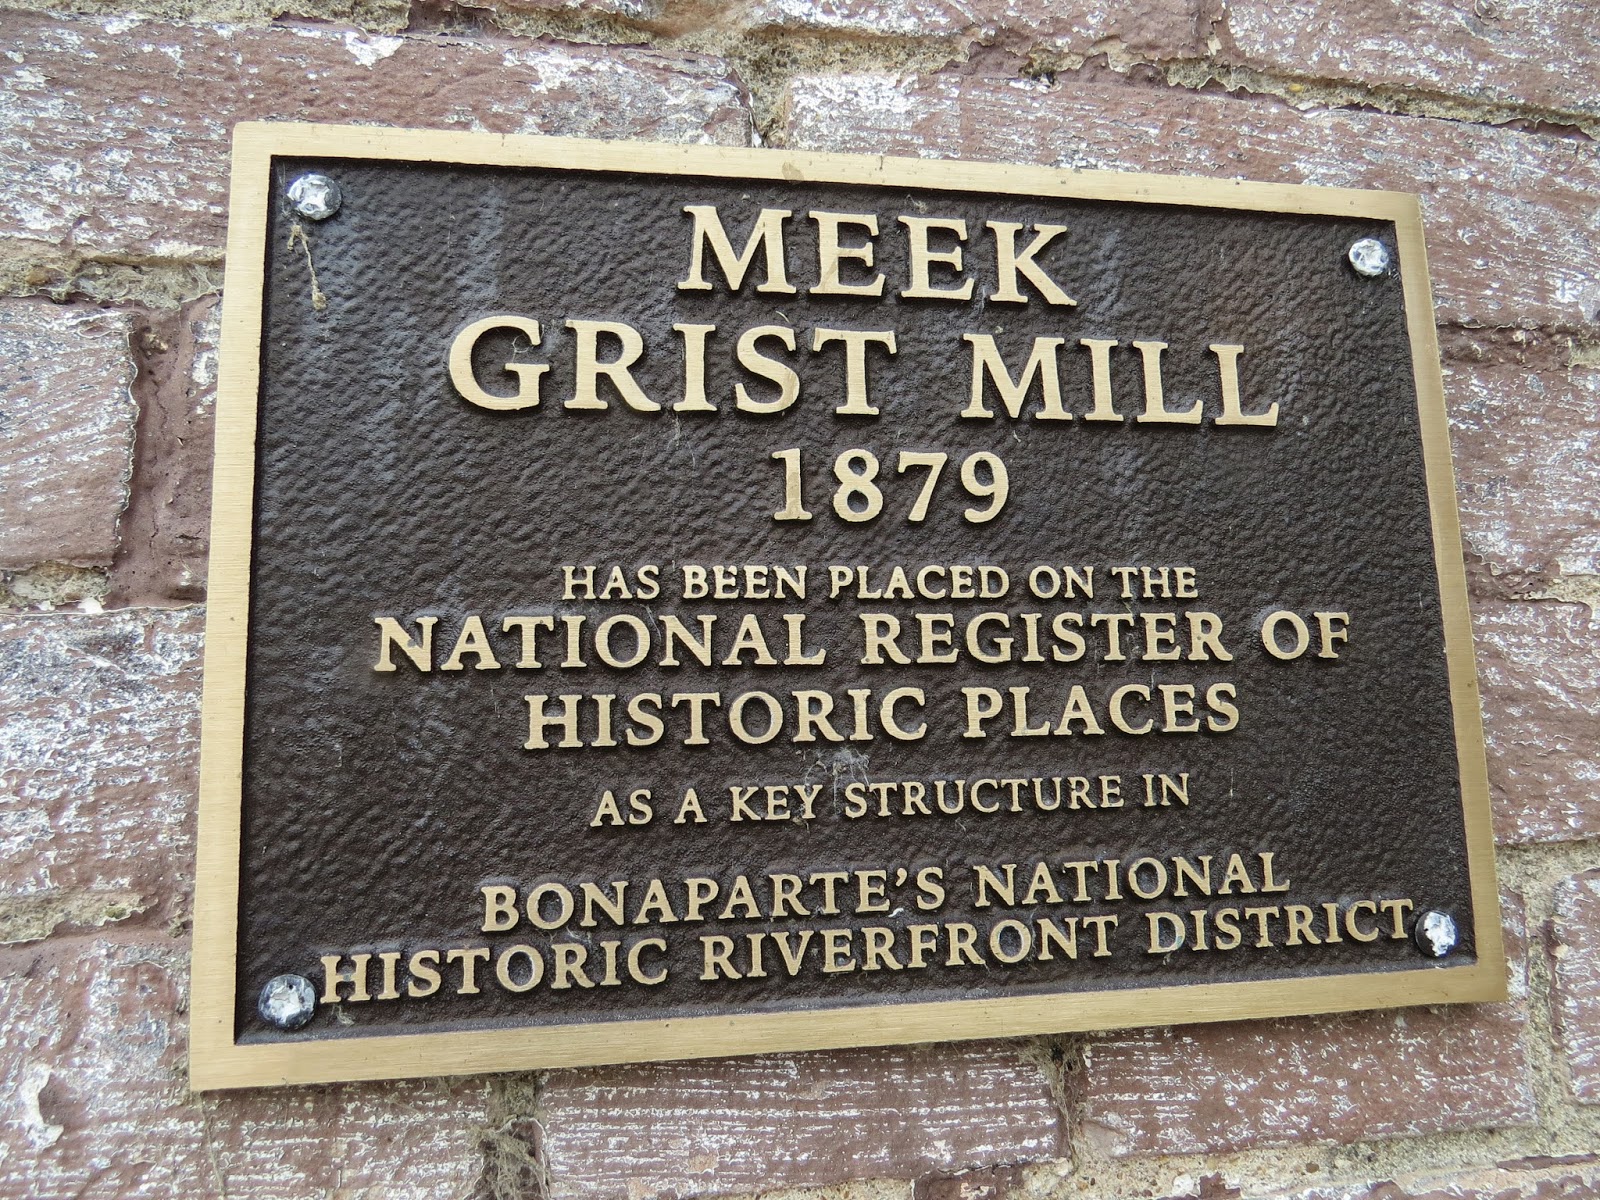 MEEK
GRIST MILL
1879
HAS BEEN PLACED ON THE
NATIONAL REGISTER OF
HISTORIC PLACES
AS A KEY STRUCTURE IN
BONAPARTE'S NATIONAL
HISTORIC RIVERFRONT DISTRICT